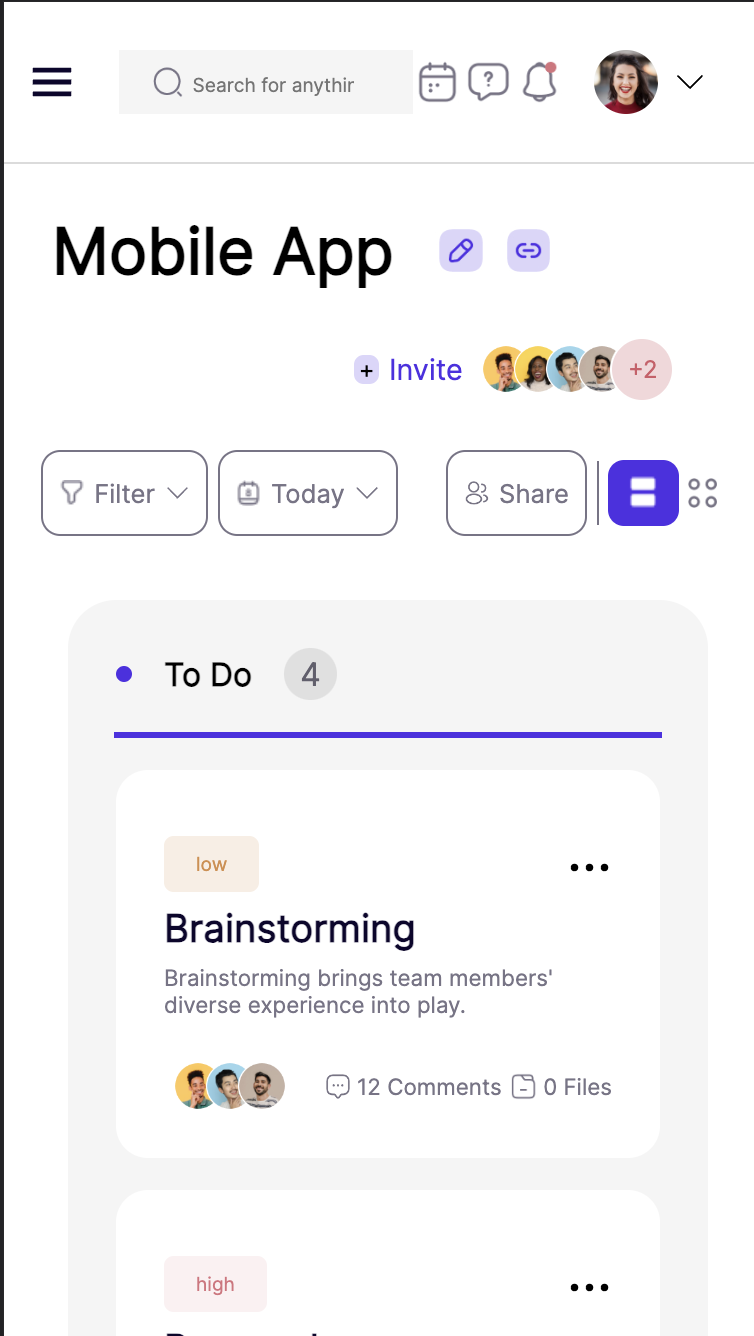 Search for anythir
Mobile App
+ Invite
+2
Filter
Today
Share
To Do 4
low
Brainstorming
Brainstorming brings team members'
diverse experience into play.
12 Comments 0 Files
high